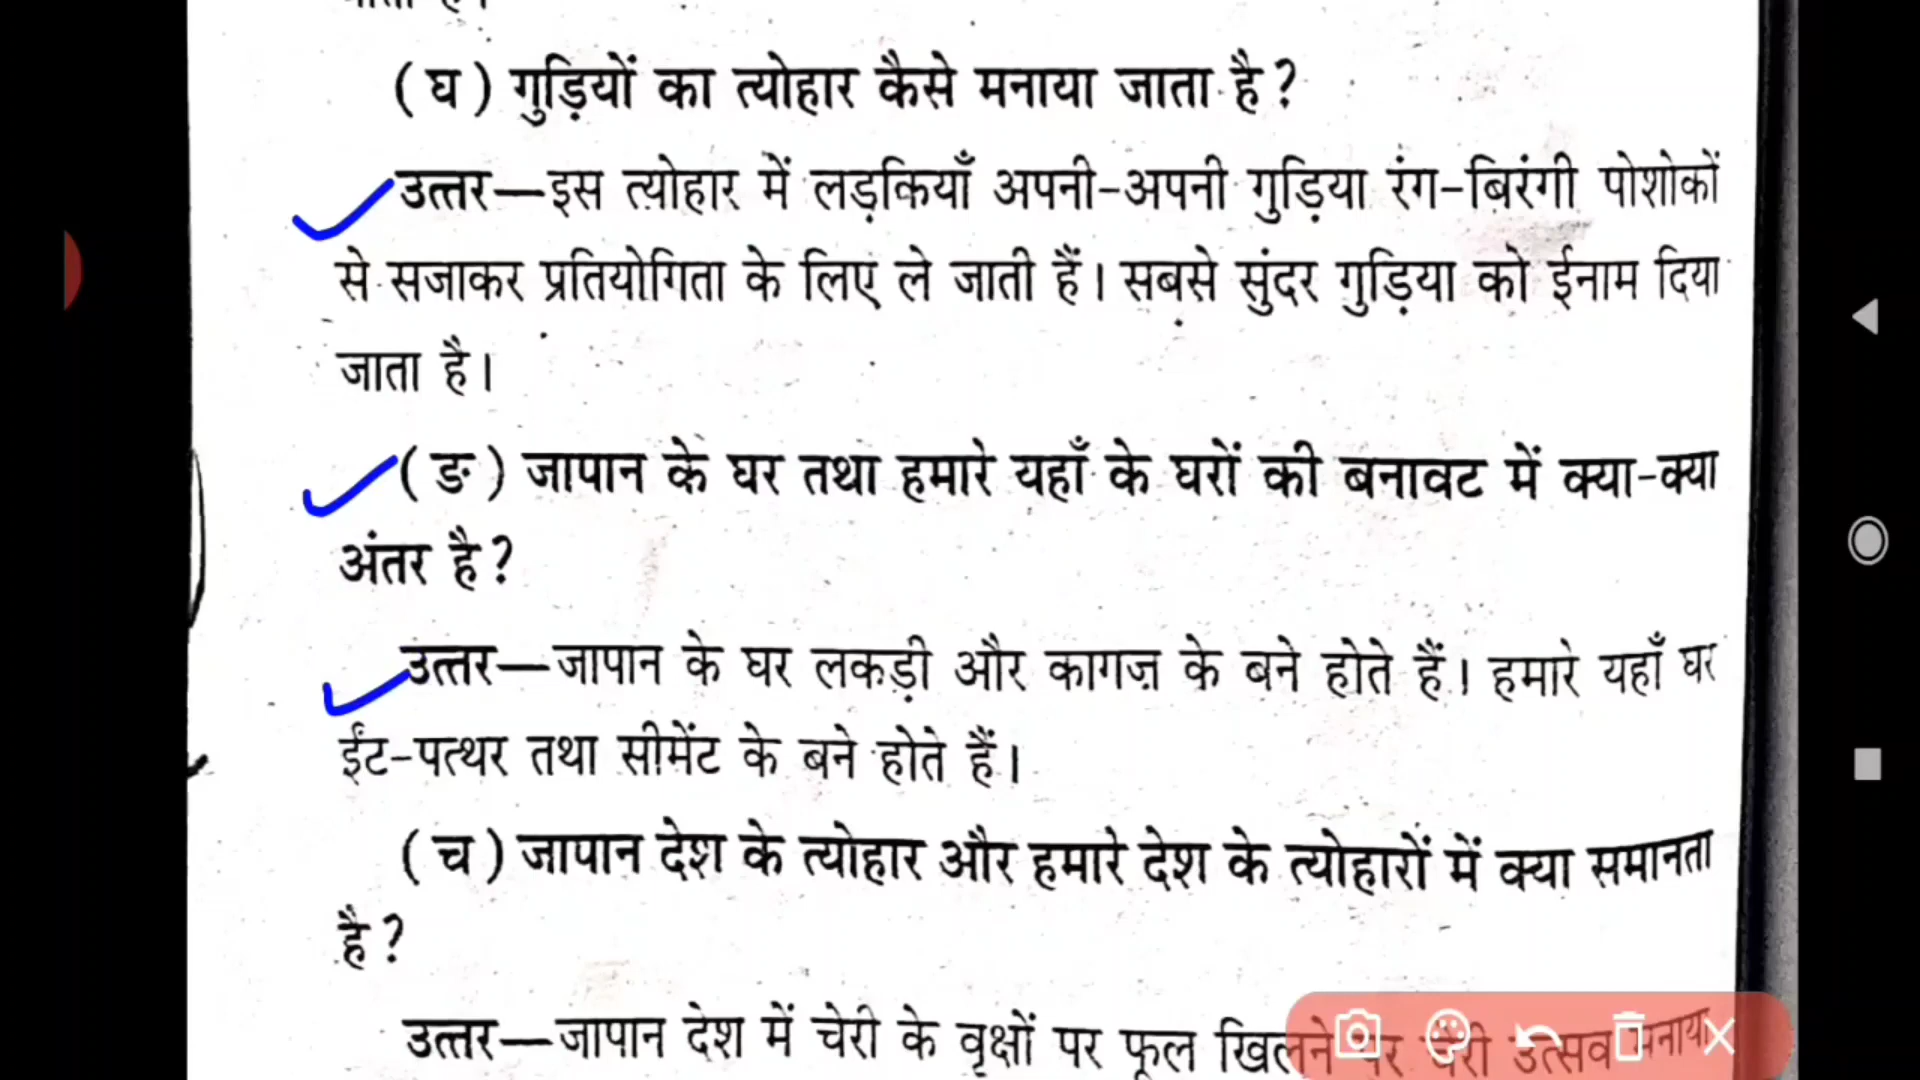 (घ) गुड़ियों का त्योहार कैसे मनाया जाता है?
उत्तर—इस त्योहार में लड़कियाँ अपनी-अपनी गुड़िया रंग-बिरंगी पोशोकों
से सजाकर प्रतियोगिता के लिए ले जाती हैं। सबसे सुंदर गुड़िया को ईनाम दिया
जाता है।
(ङ) जापान के घर तथा हमारे यहाँ के घरों की बनावट में क्या-क्या
अंतर है?
उत्तर—जापान के घर लकड़ी और कागज़ के बने होते हैं। हमारे यहाँ घर
ईंट-पत्थर तथा सीमेंट के बने होते हैं।
(च) जापान देश के त्योहार और हमारे देश के त्योहारों में क्या समानता
है?
उत्तर—जापान देश में चेरी के वृक्षों पर फूल खिलने पर चैरी उत्सव मनाया